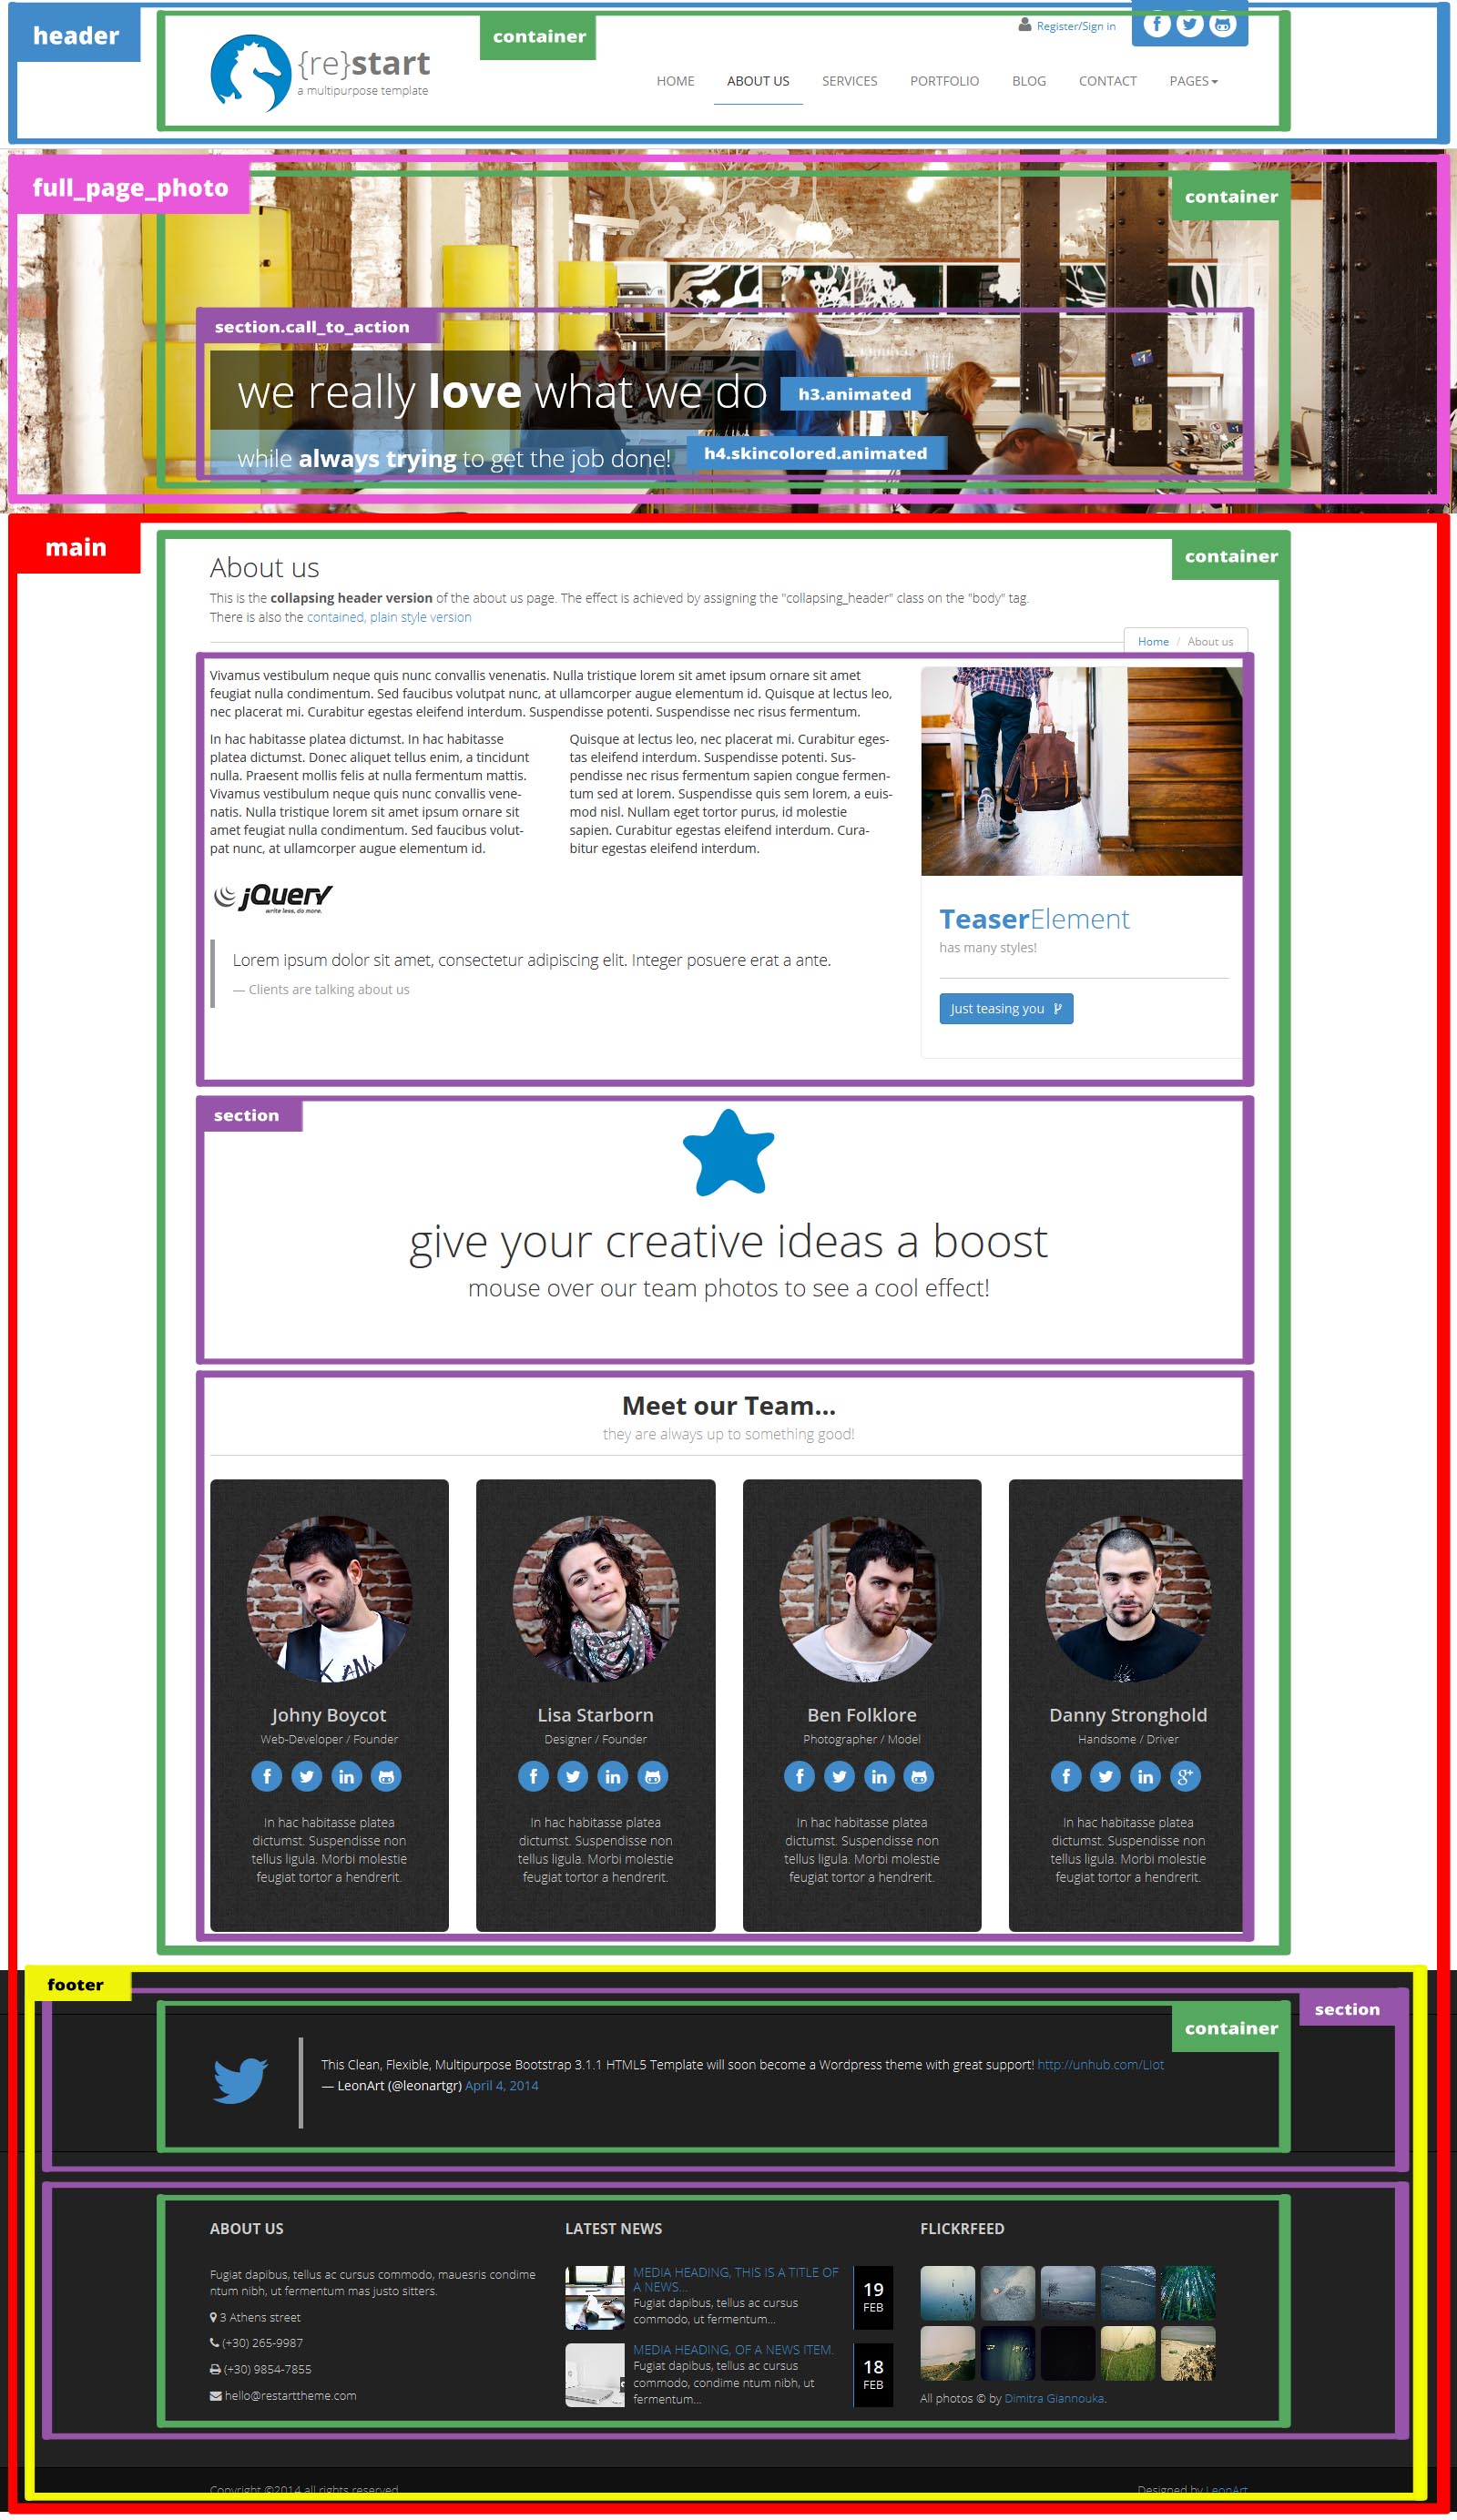 header
container
Register/Sign in
{re}start
a multipurpose template
HOME ABOUT US SERVICES PORTFOLIO BLOG CONTACT PAGES
full_page_photo
container
section.call_to_action
we really love what we do
h3.animated
while always trying to get the job done!
h4.skincolored.animated
main
container
About us
This is the collapsing header version of the about us page. The effect is achieved by assigning the "collapsing_header" class on the "body" tag.
There is also the contained, plain style version
Home / About us
Vivamus vestibulum neque quis nunc convallis venenatis. Nulla tristique lorem sit amet ipsum ornare sit amet
feugiat nulla condimentum. Sed faucibus volutpat nunc, at ullamcorper augue elementum id. Quisque at lectus leo,
nec placerat mi. Curabitur egestas eleifend interdum. Suspendisse potenti. Suspendisse nec risus fermentum.
In hac habitasse platea dictumst. In hac habitasse
platea dictumst. Donec aliquet tellus enim, a tincidunt
nulla. Praesent mollis felis at nulla fermentum mattis.
Vivamus vestibulum neque quis nunc convallis vene-
natis. Nulla tristique lorem sit amet ipsum ornare sit
amet feugiat nulla condimentum. Sed faucibus volut-
pat nunc, at ullamcorper augue elementum id.
Quisque at lectus leo, nec placerat mi. Curabitur eges-
tas eleifend interdum. Suspendisse potenti. Sus-
pendisse nec risus fermentum sapien congue fermen-
tum sed at lorem. Suspendisse quis sem lorem, a euis-
mod nisl. Nullam eget tortor purus, id molestie
sapien. Curabitur egestas eleifend interdum. Cura-
bitur egestas eleifend interdum.
jQuery
write less, do more.
Lorem ipsum dolor sit amet, consectetur adipiscing elit. Integer posuere erat a ante.
— Clients are talking about us
TeaserElement
has many styles!
Just teasing you
section
give your creative ideas a boost
mouse over our team photos to see a cool effect!
Meet our Team...
they are always up to something good!
Johny Boycot
Web-Developer / Founder
In hac habitasse platea
dictumst. Suspendisse non
tellus ligula. Morbi molestie
feugiat tortor a hendrerit.
Lisa Starborn
Designer / Founder
In hac habitasse platea
dictumst. Suspendisse non
tellus ligula. Morbi molestie
feugiat tortor a hendrerit.
Ben Folklore
Photographer / Model
In hac habitasse platea
dictumst. Suspendisse non
tellus ligula. Morbi molestie
feugiat tortor a hendrerit.
Danny Stronghold
Handsome / Driver
In hac habitasse platea
dictumst. Suspendisse non
tellus ligula. Morbi molestie
feugiat tortor a hendrerit.
footer
section
container
This Clean, Flexible, Multipurpose Bootstrap 3.1.1 HTML5 Template will soon become a Wordpress theme with great support! http://unhub.com/Liot
— LeonArt (@leonartgr) April 4, 2014
ABOUT US
Fugiat dapibus, tellus ac cursus commodo, mauesris condime
ntum nibh, ut fermentum mas justo sitters.
3 Athens street
(+30) 265-9987
(+30) 9854-7855
hello@restarttheme.com
LATEST NEWS
MEDIA HEADING, THIS IS A TITLE OF
A NEWS...
Fugiat dapibus, tellus ac cursus
commodo, ut fermentum...
19
FEB
MEDIA HEADING, OF A NEWS ITEM.
Fugiat dapibus, tellus ac cursus
commodo, condime ntum nibh, ut
fermentum...
18
FEB
FLICKRFEED
All photos © by Dimitra Giannouka.
Copyright ©2014 all rights reserved
Designed by LeonArt